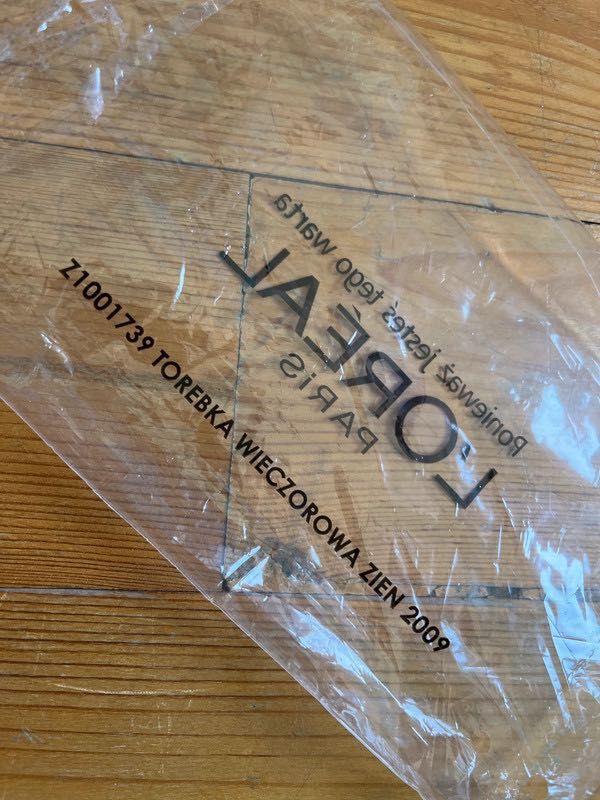 Ponieważ jesteś tego warta
L'ORÉAL
PARiS
Z1001739 TOREBKA WIECZOROWA ZIEN 2009